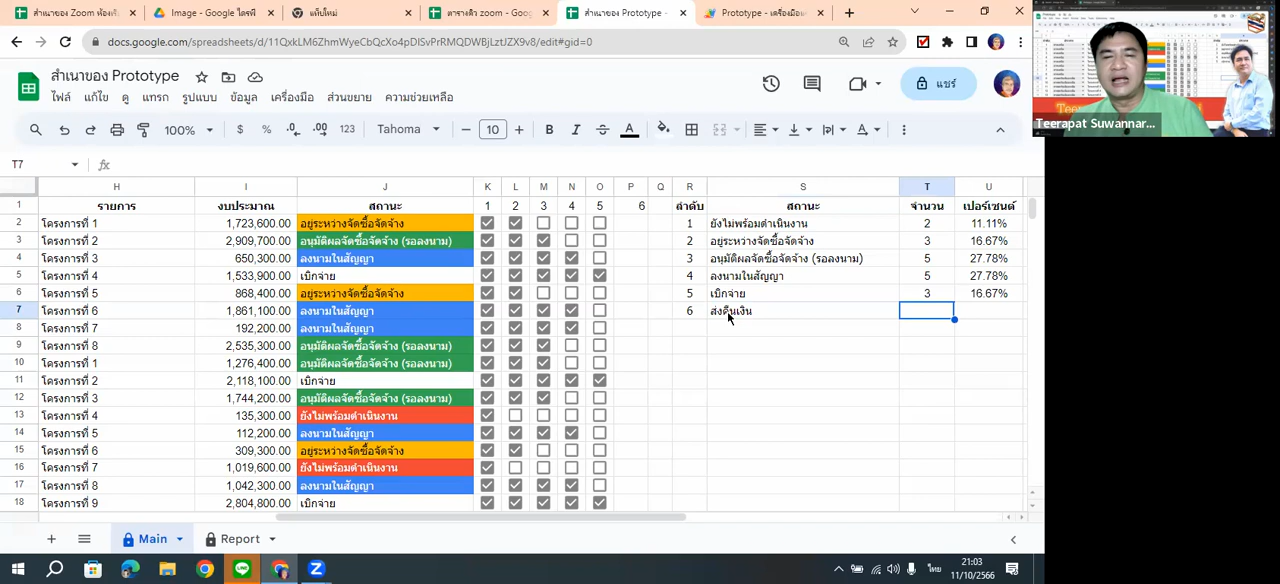 สำเนาของ Zoom ห้องพั
Image - Google ไดรฟ์
แท็บใหม่
ตารางคิว zoom - Goog
สำเนาของ Prototype -
Prototype - เครื่องมือแ
docs.google.com/spreadsheets/d/11QxkLM6ZhmWyeCbQcXo4pDISvPrRMQDWBjLztJZX9v8/edit#gid=0
สำเนาของ Prototype
แชร์
ไฟล์ แก้ไข ดู แทรก รูปแบบ ข้อมูล เครื่องมือ ส่วนขยาย ความช่วยเหลือ
100% $ % .0 .00 123 Tahoma 10 B I A
T7 fx
H I J K L M N O P Q R S T U
1 รายการ งบประมาณ สถานะ 1 2 3 4 5 6 ลำดับ สถานะ จำนวน เปอร์เซนต์
2 โครงการที่ 1 1,723,600.00 อยู่ระหว่างจัดซื้อจัดจ้าง 1 ยังไม่พร้อมดำเนินงาน 2 11.11%
3 โครงการที่ 2 2,909,700.00 อนุมัติผลจัดซื้อจัดจ้าง (รอลงนาม) 2 อยู่ระหว่างจัดซื้อจัดจ้าง 3 16.67%
4 โครงการที่ 3 650,300.00 ลงนามในสัญญา 3 อนุมัติผลจัดซื้อจัดจ้าง (รอลงนาม) 5 27.78%
5 โครงการที่ 4 1,533,900.00 เบิกจ่าย 4 ลงนามในสัญญา 5 27.78%
6 โครงการที่ 5 868,400.00 อยู่ระหว่างจัดซื้อจัดจ้าง 5 เบิกจ่าย 3 16.67%
7 โครงการที่ 6 1,861,100.00 ลงนามในสัญญา 6 ส่งคืนเงิน
8 โครงการที่ 7 192,200.00 ลงนามในสัญญา
9 โครงการที่ 8 2,535,300.00 อนุมัติผลจัดซื้อจัดจ้าง (รอลงนาม)
10 โครงการที่ 1 1,276,400.00 อนุมัติผลจัดซื้อจัดจ้าง (รอลงนาม)
11 โครงการที่ 2 2,118,100.00 เบิกจ่าย
12 โครงการที่ 3 1,744,200.00 อนุมัติผลจัดซื้อจัดจ้าง (รอลงนาม)
13 โครงการที่ 4 135,300.00 ยังไม่พร้อมดำเนินงาน
14 โครงการที่ 5 112,200.00 ลงนามในสัญญา
15 โครงการที่ 6 309,300.00 อยู่ระหว่างจัดซื้อจัดจ้าง
16 โครงการที่ 7 1,019,600.00 ยังไม่พร้อมดำเนินงาน
17 โครงการที่ 8 1,042,300.00 ลงนามในสัญญา
18 โครงการที่ 9 2,804,800.00 เบิกจ่าย
Main Report
ไทย
21:03
11/10/2566
Teerapat Suwannar...